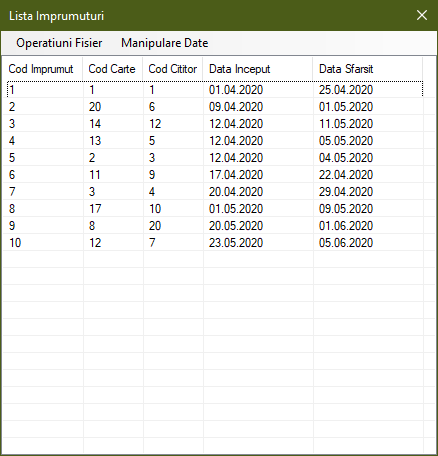 Lista Imprumuturi
Operatiuni Fisier Manipulare Date
Cod Imprumut Cod Carte Cod Cititor Data Inceput Data Sfarsit
1 1 1 01.04.2020 25.04.2020
2 20 6 09.04.2020 01.05.2020
3 14 12 12.04.2020 11.05.2020
4 13 5 12.04.2020 05.05.2020
5 2 3 12.04.2020 04.05.2020
6 11 9 17.04.2020 22.04.2020
7 3 4 20.04.2020 29.04.2020
8 17 10 01.05.2020 09.05.2020
9 8 20 20.05.2020 01.06.2020
10 12 7 23.05.2020 05.06.2020